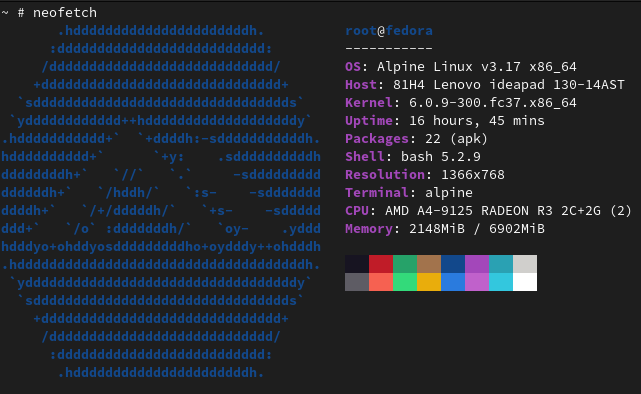 ~ # neofetch
root@fedora
-----------
OS: Alpine Linux v3.17 x86_64
Host: 81H4 Lenovo ideapad 130-14AST
Kernel: 6.0.9-300.fc37.x86_64
Uptime: 16 hours, 45 mins
Packages: 22 (apk)
Shell: bash 5.2.9
Resolution: 1366x768
Terminal: alpine
CPU: AMD A4-9125 RADEON R3 2C+2G (2)
Memory: 2148MiB / 6902MiB